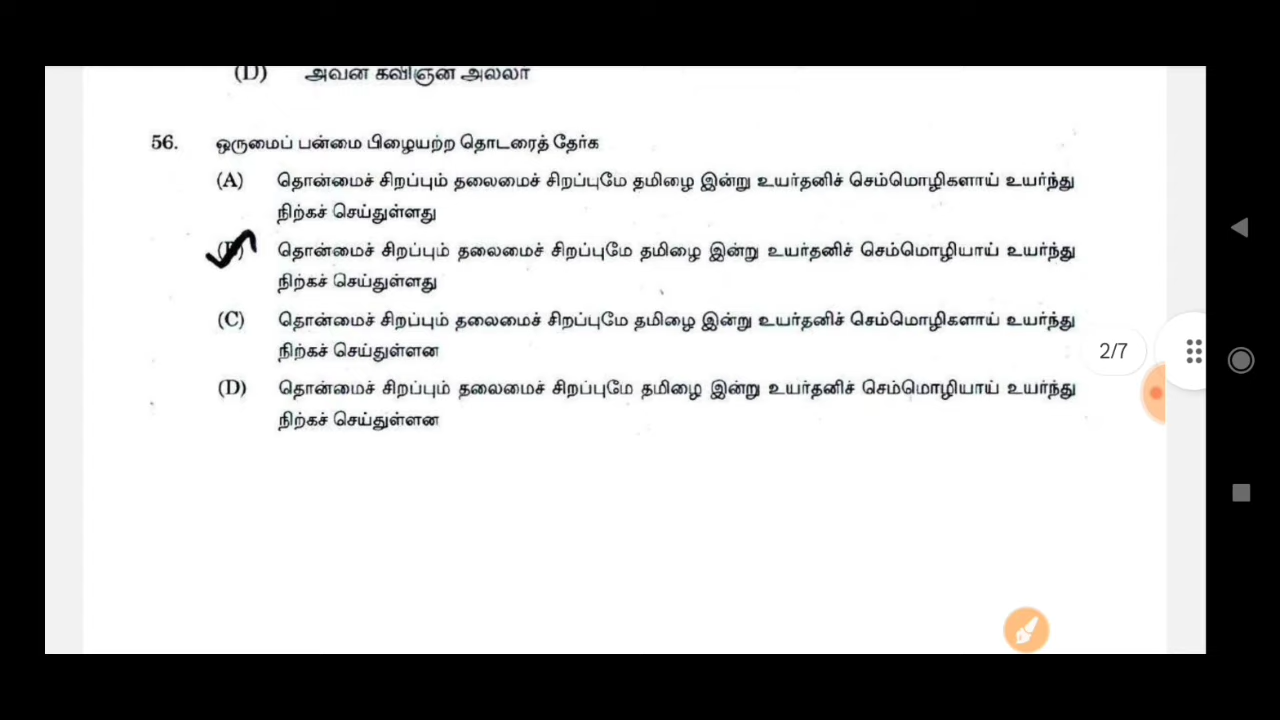 (D) அவன் கவிஞன் அல்லன்
56. ஒருமைப் பன்மை பிழையற்ற தொடரைத் தேர்க
(A) தொன்மைச் சிறப்பும் தலைமைச் சிறப்புமே தமிழை இன்று உயர்தனிச் செம்மொழிகளாய் உயர்ந்து
நிற்கச் செய்துள்ளது
தொன்மைச் சிறப்பும் தலைமைச் சிறப்புமே தமிழை இன்று உயர்தனிச் செம்மொழியாய் உயர்ந்து
நிற்கச் செய்துள்ளது
(C) தொன்மைச் சிறப்பும் தலைமைச் சிறப்புமே தமிழை இன்று உயர்தனிச் செம்மொழிகளாய் உயர்ந்து
2/7
நிற்கச் செய்துள்ளன
(D) தொன்மைச் சிறப்பும் தலைமைச் சிறப்புமே தமிழை இன்று உயர்தனிச் செம்மொழியாய் உயர்ந்து
நிற்கச் செய்துள்ளன